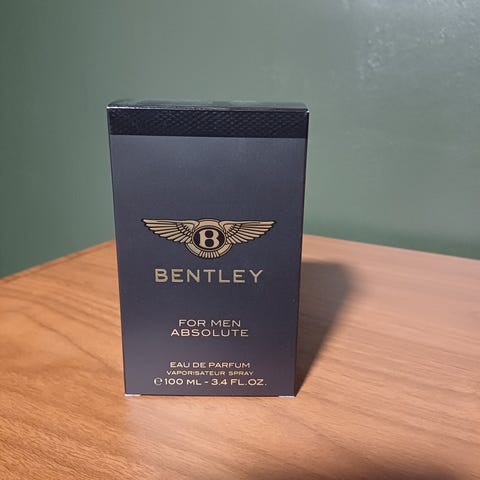 B
BENTLEY
FOR MEN
ABSOLUTE
EAU DE PARFUM
VAPORISATEUR SPRAY
℮ 100 ML - 3.4 FL.OZ.